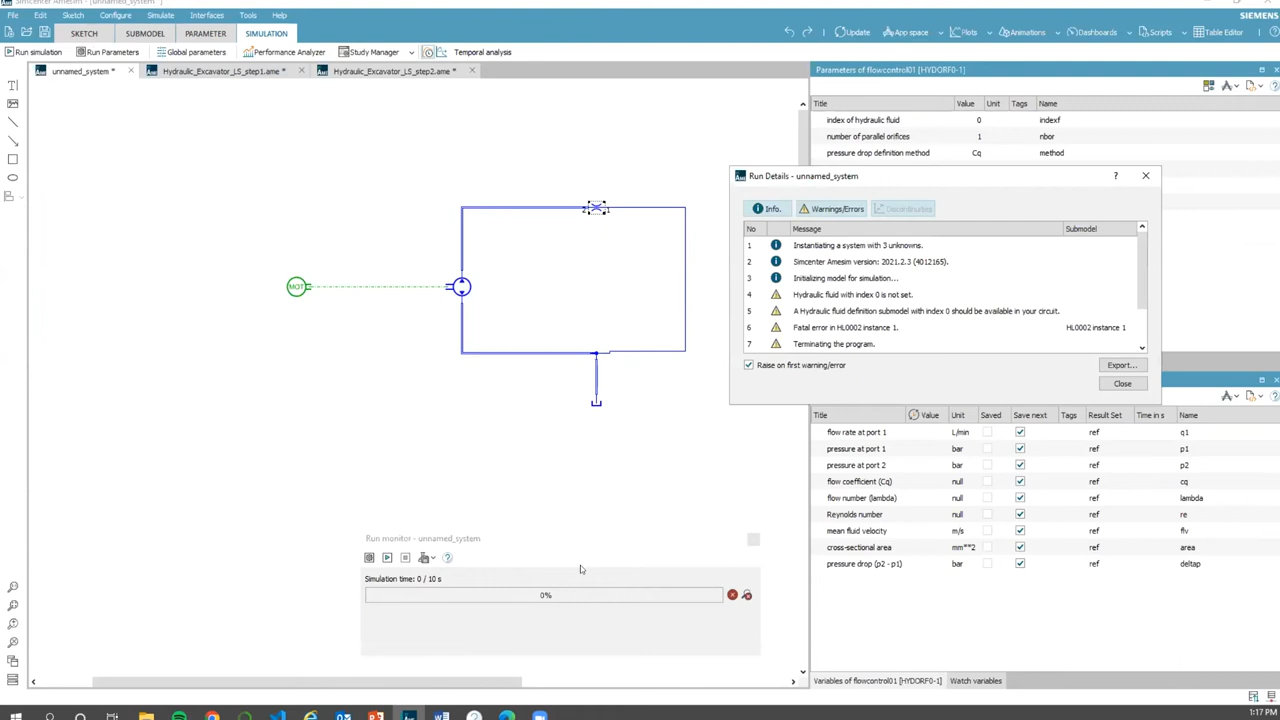 Simcenter Amesim - [unnamed_system *]
File Edit Sketch Configure Simulate Interfaces Tools Help
SIEMENS
SKETCH SUBMODEL PARAMETER SIMULATION
Update App space Plots Animations Dashboards Scripts Table Editor
Run simulation Run Parameters Global parameters Performance Analyzer Study Manager Temporal analysis
unnamed_system * Hydraulic_Excavator_LS_step1.ame * Hydraulic_Excavator_LS_step2.ame *
Parameters of flowcontrol01 [HYDORF0-1]
Title Value Unit Tags Name
index of hydraulic fluid 0 indexf
number of parallel orifices 1 nbor
pressure drop definition method Cq method
Run Details - unnamed_system
Info. Warnings/Errors Discontinuities
No Message Submodel
1 Instantiating a system with 3 unknowns.
2 Simcenter Amesim version: 2021.2.3 (4012165).
3 Initializing model for simulation...
4 Hydraulic fluid with index 0 is not set.
5 A Hydraulic fluid definition submodel with index 0 should be available in your circuit.
6 Fatal error in HL0002 instance 1. HL0002 instance 1
7 Terminating the program.
Raise on first warning/error
Export...
Close
2 1
MOT
Title Value Unit Saved Save next Tags Result Set Time in s Name
flow rate at port 1 L/min ref q1
pressure at port 1 bar ref p1
pressure at port 2 bar ref p2
flow coefficient (Cq) null ref cq
flow number (lambda) null ref lambda
Reynolds number null ref re
mean fluid velocity m/s ref flv
cross-sectional area mm**2 ref area
pressure drop (p2 - p1) bar ref deltap
Run monitor - unnamed_system
Simulation time: 0 / 10 s
0%
Variables of flowcontrol01 [HYDORF0-1] Watch variables
1:17 PM